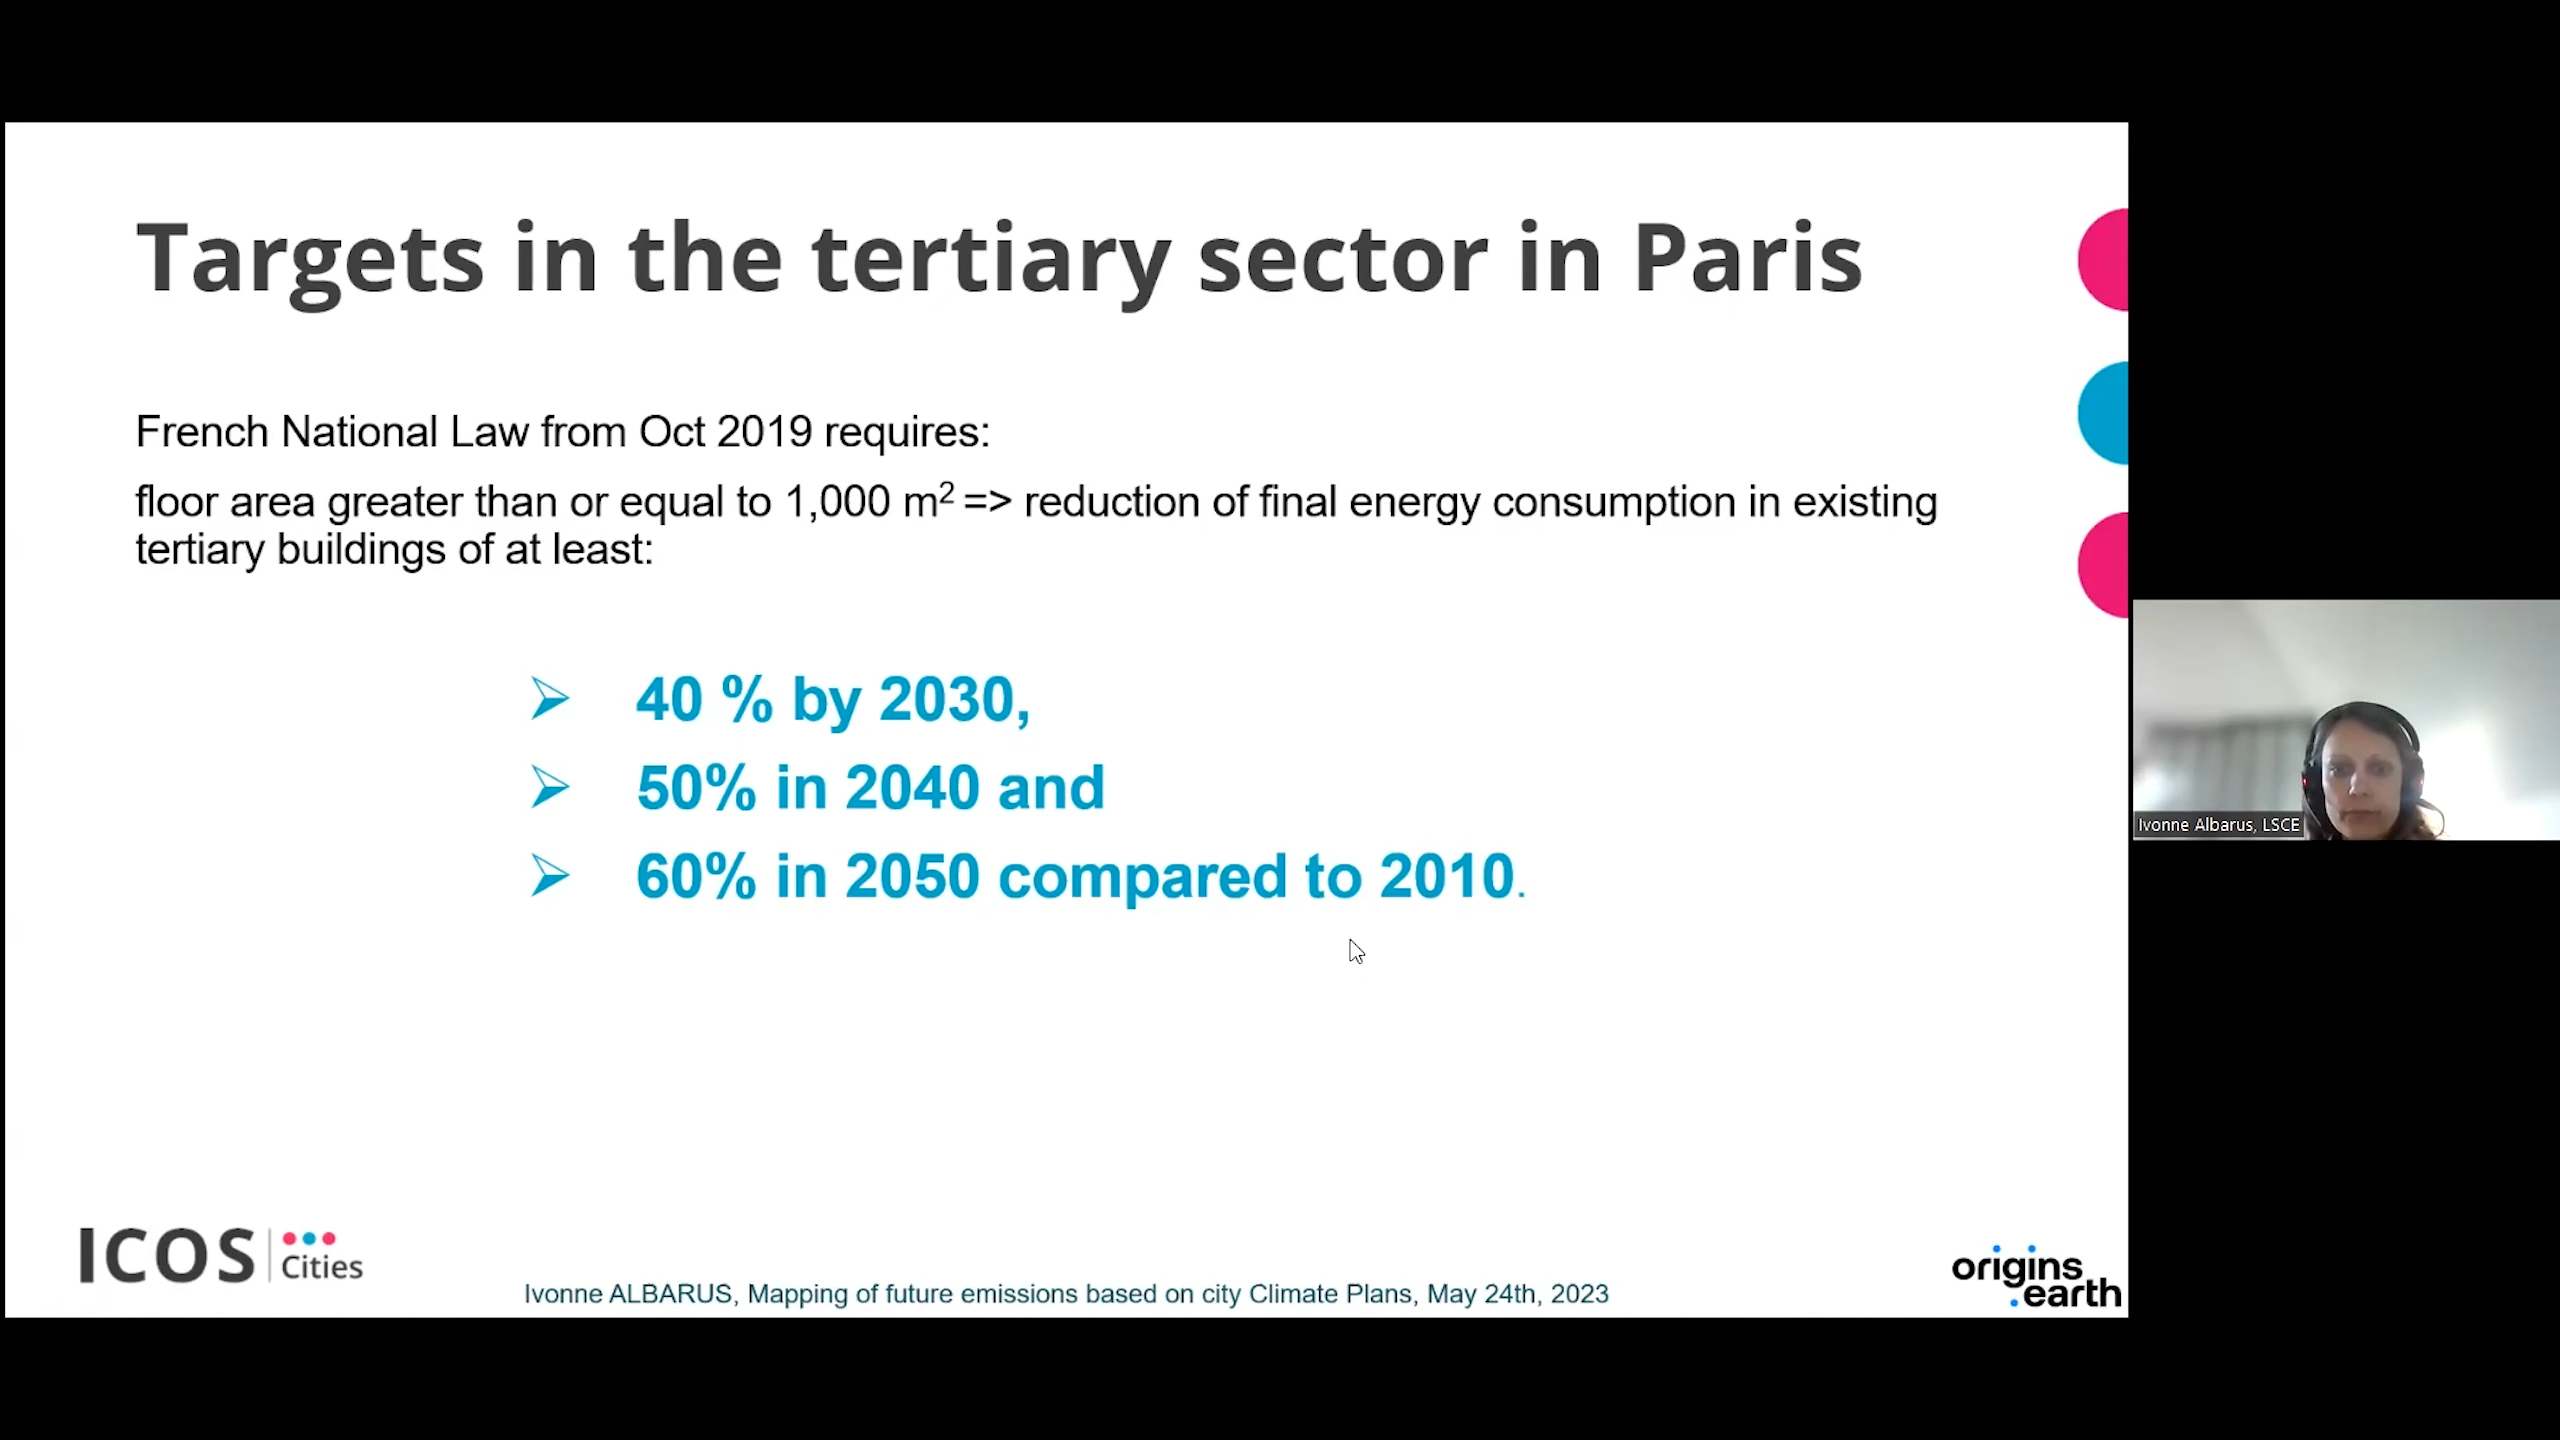 Targets in the tertiary sector in Paris
French National Law from Oct 2019 requires:
floor area greater than or equal to 1,000 m² => reduction of final energy consumption in existing
tertiary buildings of at least:
➢ 40 % by 2030,
➢ 50% in 2040 and
➢ 60% in 2050 compared to 2010.
Ivonne Albarus, LSCE
ICOS Cities
Ivonne ALBARUS, Mapping of future emissions based on city Climate Plans, May 24th, 2023
origins
.earth